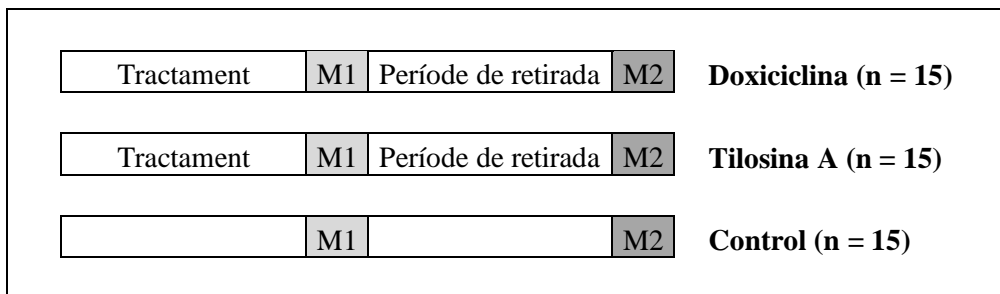 Tractament M1 Període de retirada M2 Doxiciclina (n = 15)
Tractament M1 Període de retirada M2 Tilosina A (n = 15)
M1 M2 Control (n = 15)